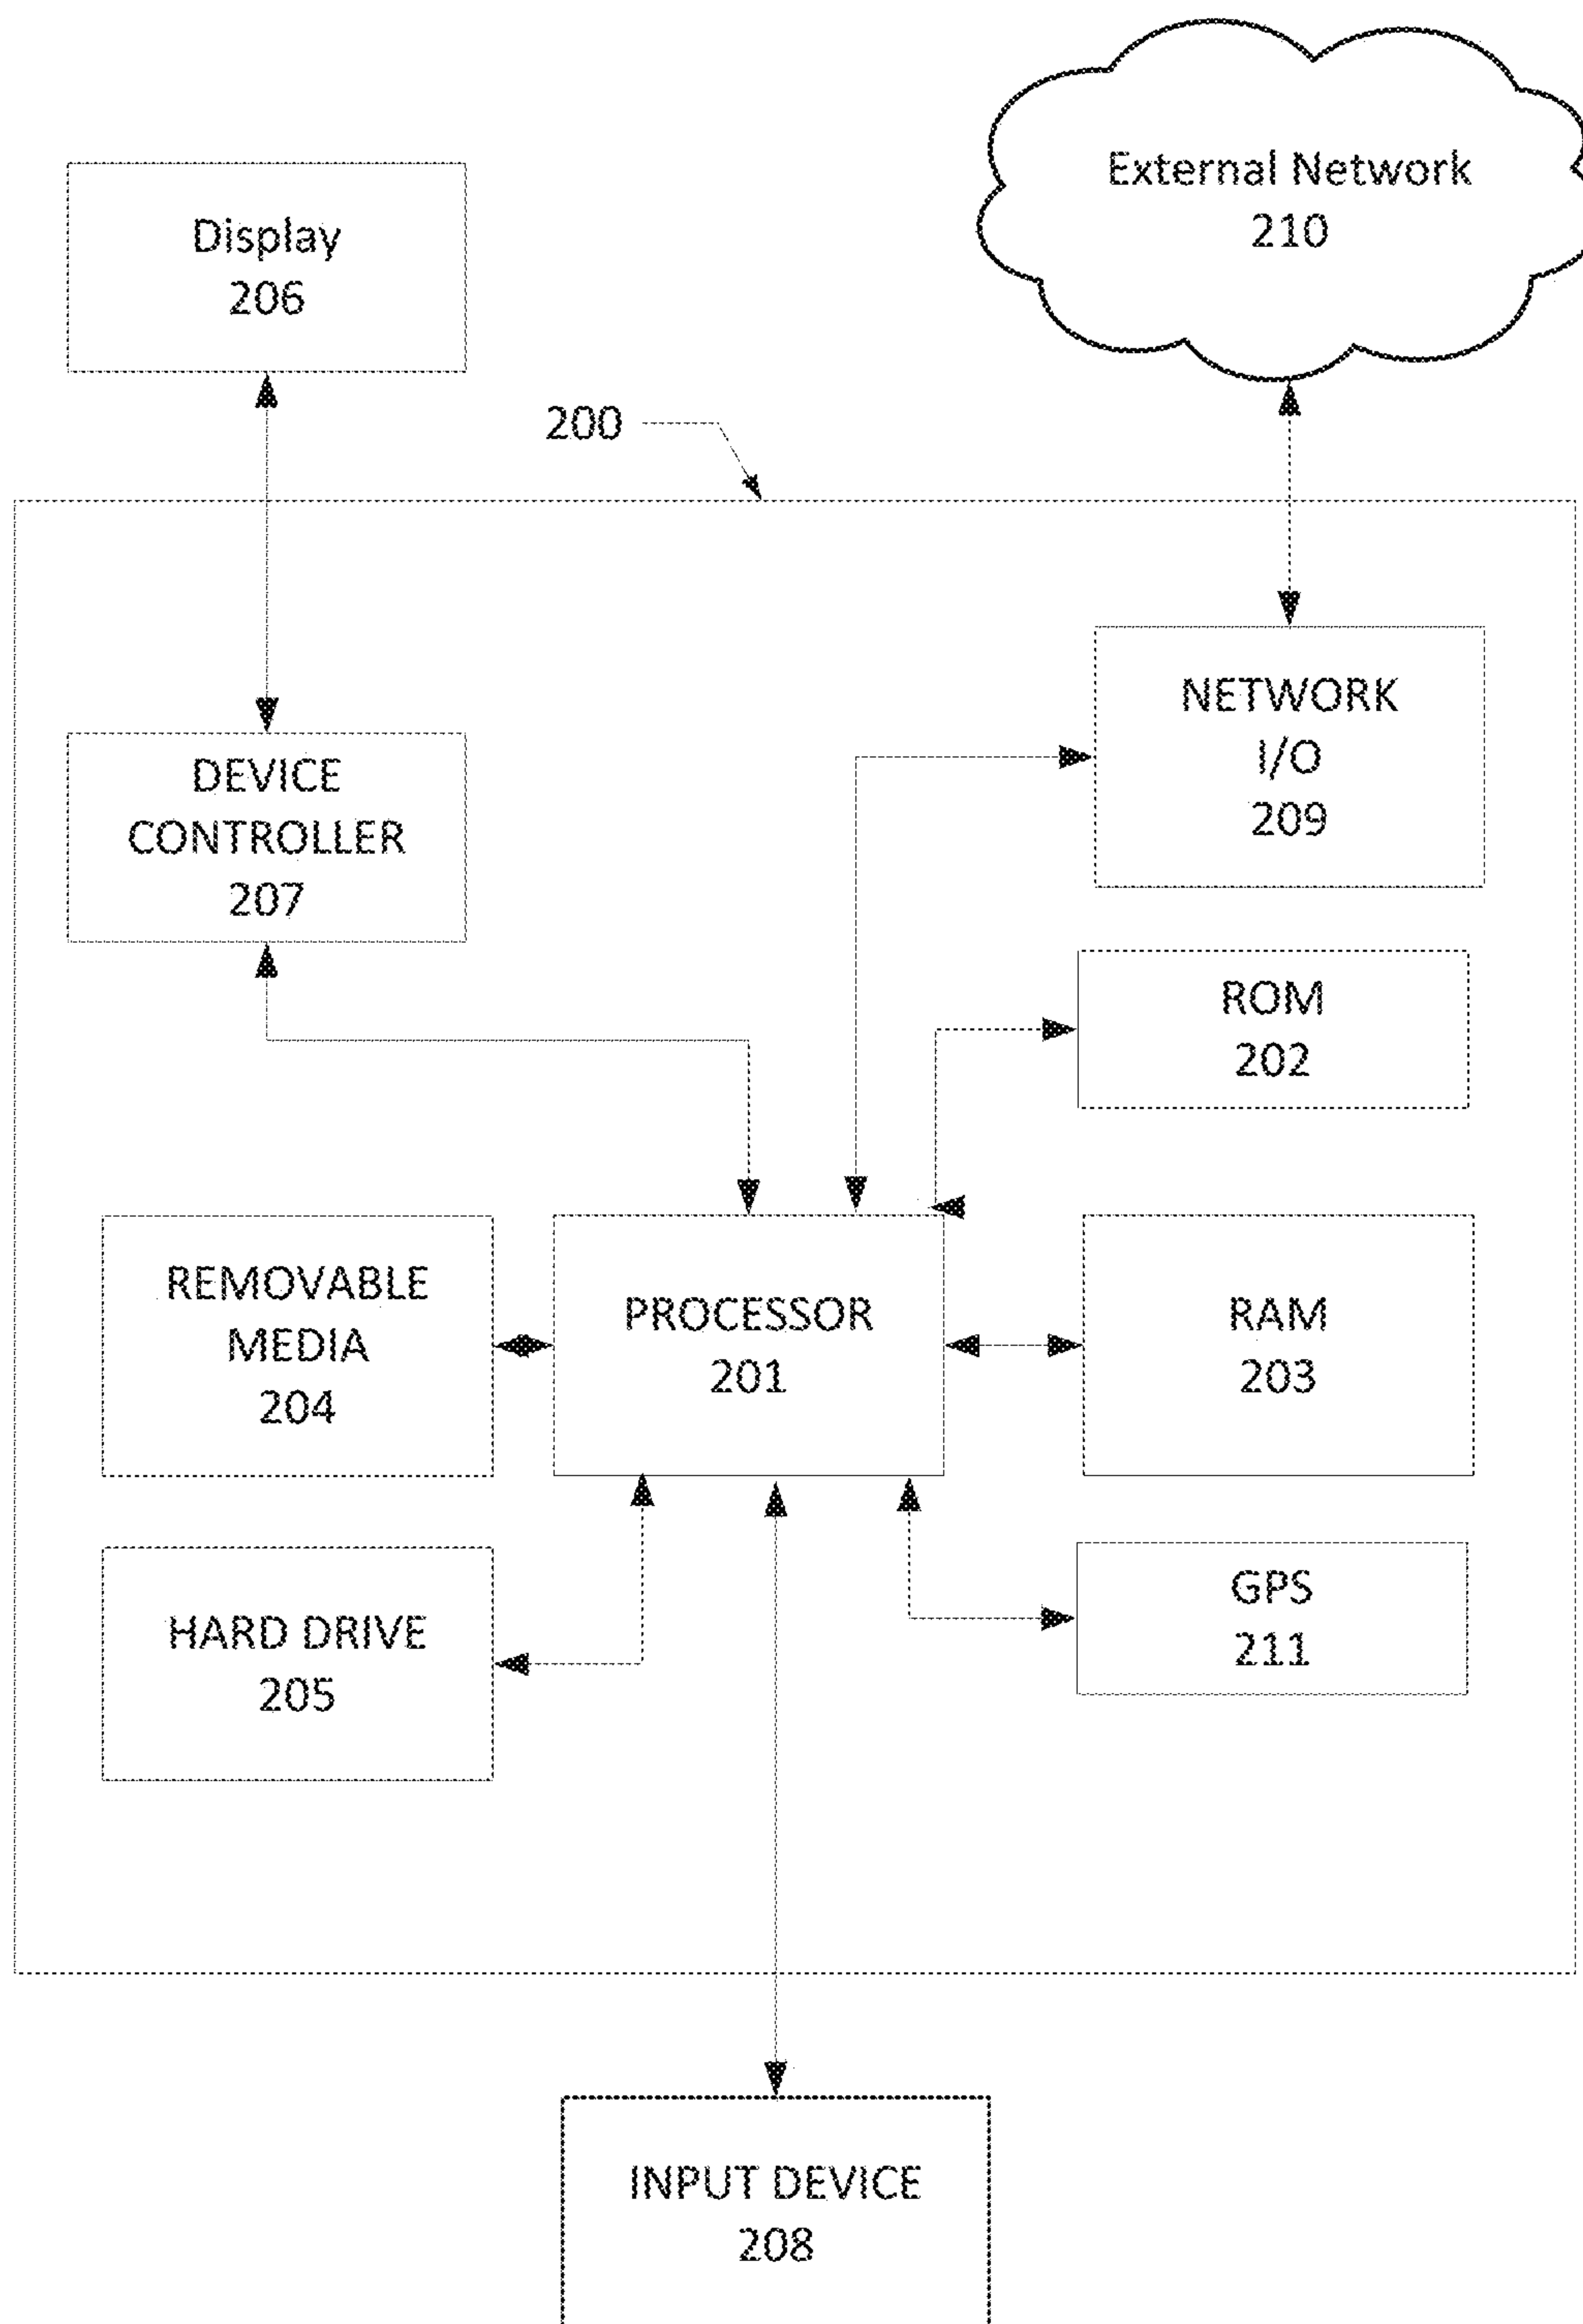 External Network
210
Display
206
200
NETWORK
I/O
209
DEVICE
CONTROLLER
207
ROM
202
REMOVABLE
MEDIA
204
PROCESSOR
201
RAM
203
HARD DRIVE
205
GPS
211
INPUT DEVICE
208